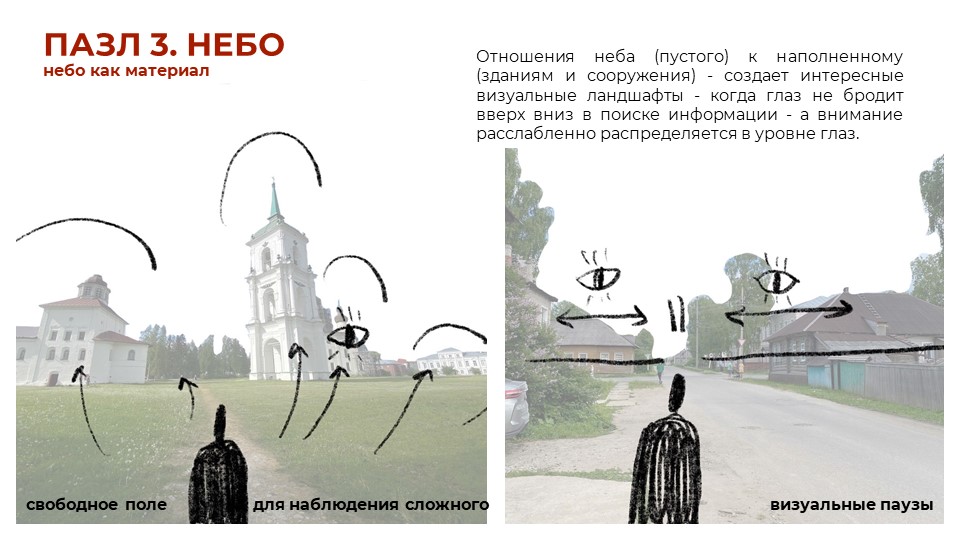 ПАЗЛ 3. НЕБО
небо как материал
Отношения неба (пустого) к наполненному
(зданиям и сооружения) - создает интересные
визуальные ландшафты - когда глаз не бродит
вверх вниз в поиске информации - а внимание
расслабленно распределяется в уровне глаз.
свободное поле
для наблюдения сложного
визуальные паузы